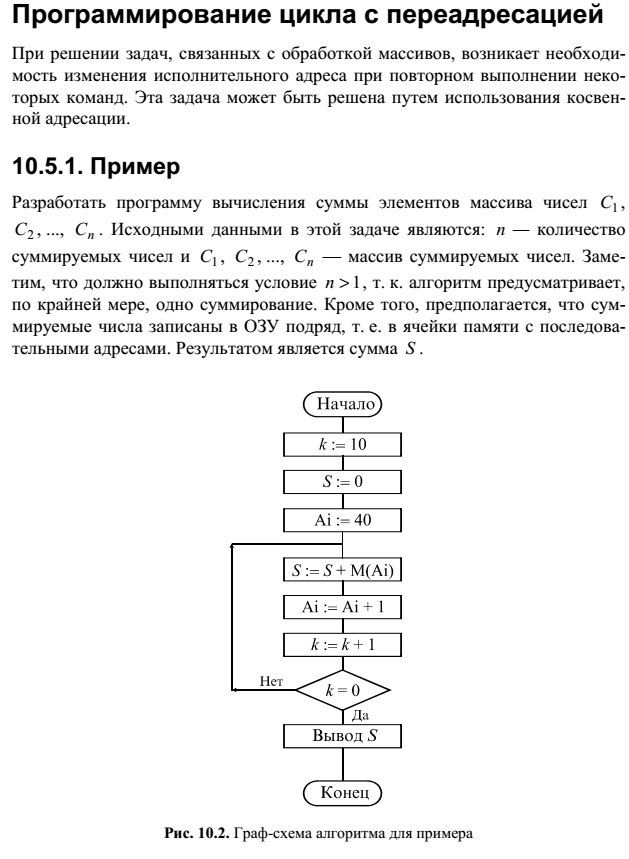 Программирование цикла с переадресацией
При решении задач, связанных с обработкой массивов, возникает необходи-
мость изменения исполнительного адреса при повторном выполнении неко-
торых команд. Эта задача может быть решена путем использования косвен-
ной адресации.
10.5.1. Пример
Разработать программу вычисления суммы элементов массива чисел C₁,
C₂, ..., Cₙ. Исходными данными в этой задаче являются: n — количество
суммируемых чисел и C₁, C₂, ..., Cₙ — массив суммируемых чисел. Заме-
тим, что должно выполняться условие n > 1, т. к. алгоритм предусматривает,
по крайней мере, одно суммирование. Кроме того, предполагается, что сум-
мируемые числа записаны в ОЗУ подряд, т. е. в ячейки памяти с последова-
тельными адресами. Результатом является сумма S.
Начало
k := 10
S := 0
Ai := 40
S := S + M(Ai)
Ai := Ai + 1
k := k + 1
Нет
k = 0
Да
Вывод S
Конец
Рис. 10.2. Граф-схема алгоритма для примера